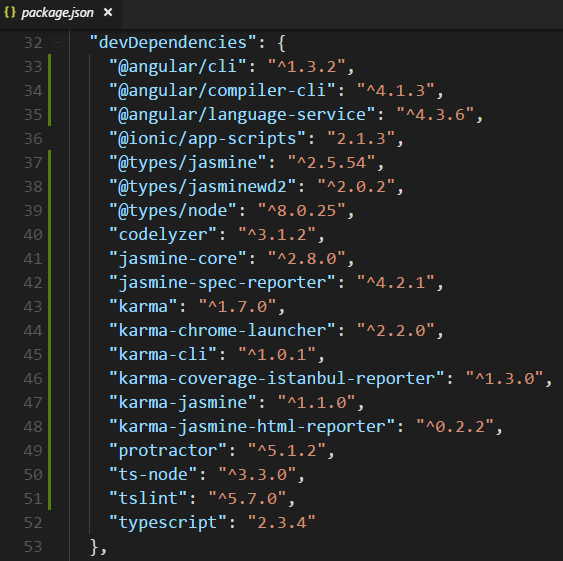 {} package.json ×
32 "devDependencies": {
33 "@angular/cli": "^1.3.2",
34 "@angular/compiler-cli": "^4.1.3",
35 "@angular/language-service": "^4.3.6",
36 "@ionic/app-scripts": "2.1.3",
37 "@types/jasmine": "^2.5.54",
38 "@types/jasminewd2": "^2.0.2",
39 "@types/node": "^8.0.25",
40 "codelyzer": "^3.1.2",
41 "jasmine-core": "^2.8.0",
42 "jasmine-spec-reporter": "^4.2.1",
43 "karma": "^1.7.0",
44 "karma-chrome-launcher": "^2.2.0",
45 "karma-cli": "^1.0.1",
46 "karma-coverage-istanbul-reporter": "^1.3.0",
47 "karma-jasmine": "^1.1.0",
48 "karma-jasmine-html-reporter": "^0.2.2",
49 "protractor": "^5.1.2",
50 "ts-node": "^3.3.0",
51 "tslint": "^5.7.0",
52 "typescript": "2.3.4"
53 },